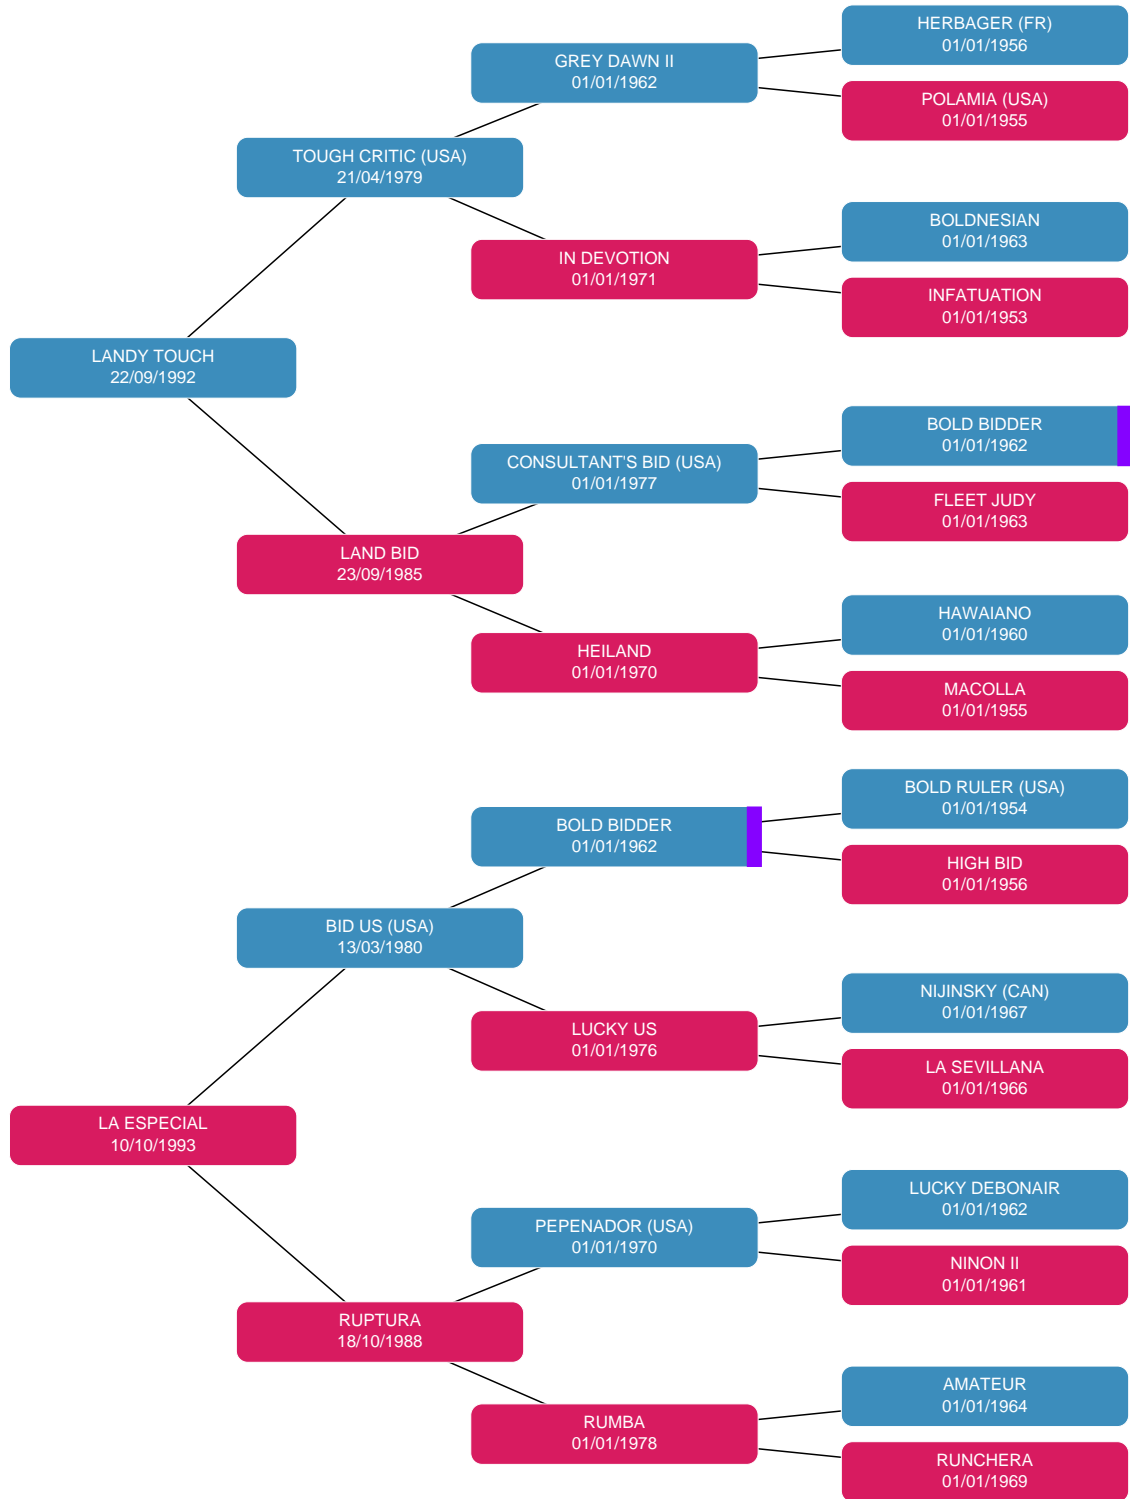 HERBAGER (FR)
01/01/1956
GREY DAWN II
01/01/1962
POLAMIA (USA)
01/01/1955
TOUGH CRITIC (USA)
21/04/1979
BOLDNESIAN
01/01/1963
IN DEVOTION
01/01/1971
INFATUATION
01/01/1953
LANDY TOUCH
22/09/1992
BOLD BIDDER
01/01/1962
CONSULTANT'S BID (USA)
01/01/1977
FLEET JUDY
01/01/1963
LAND BID
23/09/1985
HAWAIANO
01/01/1960
HEILAND
01/01/1970
MACOLLA
01/01/1955
BOLD RULER (USA)
01/01/1954
BOLD BIDDER
01/01/1962
HIGH BID
01/01/1956
BID US (USA)
13/03/1980
NIJINSKY (CAN)
01/01/1967
LUCKY US
01/01/1976
LA SEVILLANA
01/01/1966
LA ESPECIAL
10/10/1993
LUCKY DEBONAIR
01/01/1962
PEPENADOR (USA)
01/01/1970
NINON II
01/01/1961
RUPTURA
18/10/1988
AMATEUR
01/01/1964
RUMBA
01/01/1978
RUNCHERA
01/01/1969